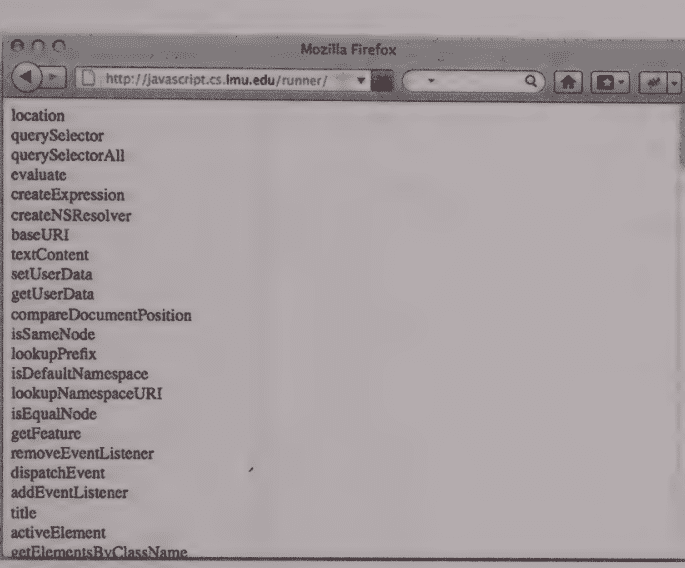 Mozilla Firefox
http://javascript.cs.lmu.edu/runner/
location
querySelector
querySelectorAll
evaluate
createExpression
createNSResolver
baseURI
textContent
setUserData
getUserData
compareDocumentPosition
isSameNode
lookupPrefix
isDefaultNamespace
lookupNamespaceURI
isEqualNode
getFeature
removeEventListener
dispatchEvent
addEventListener
title
activeElement
getElementsByClassName